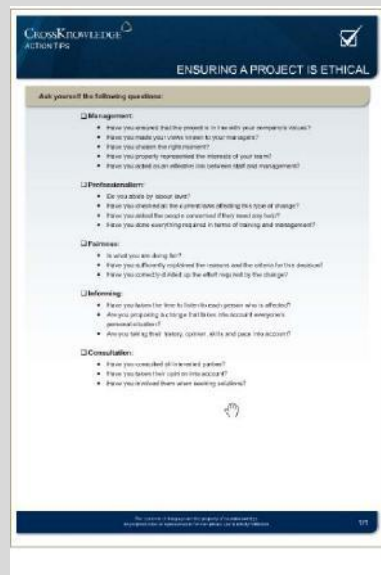 CROSSKNOWLEDGE
ACTION TIPS
ENSURING A PROJECT IS ETHICAL
Ask yourself the following questions:
Management:
Have you ensured that the project is in line with your company's values?
Have you made your views known to your managers?
Have you chosen the right moment?
Have you properly represented the interests of your team?
Have you acted as an effective link between staff and management?
Professionalism:
Do you abide by labour laws?
Have you checked all the current laws affecting this type of change?
Have you asked the people concerned if they need any help?
Have you done everything required in terms of training and management?
Fairness:
Is what you are doing fair?
Have you sufficiently explained the reasons and the criteria for this decision?
Have you correctly divided up the effort required by the change?
Informing:
Have you taken the time to listen to each person who is affected?
Are you proposing a change that takes into account everyone's
personal situation?
Are you taking their history, opinion, skills and pace into account?
Consultation:
Have you consulted all interested parties?
Have you taken their opinion into account?
Have you involved them when seeking solutions?
1/1